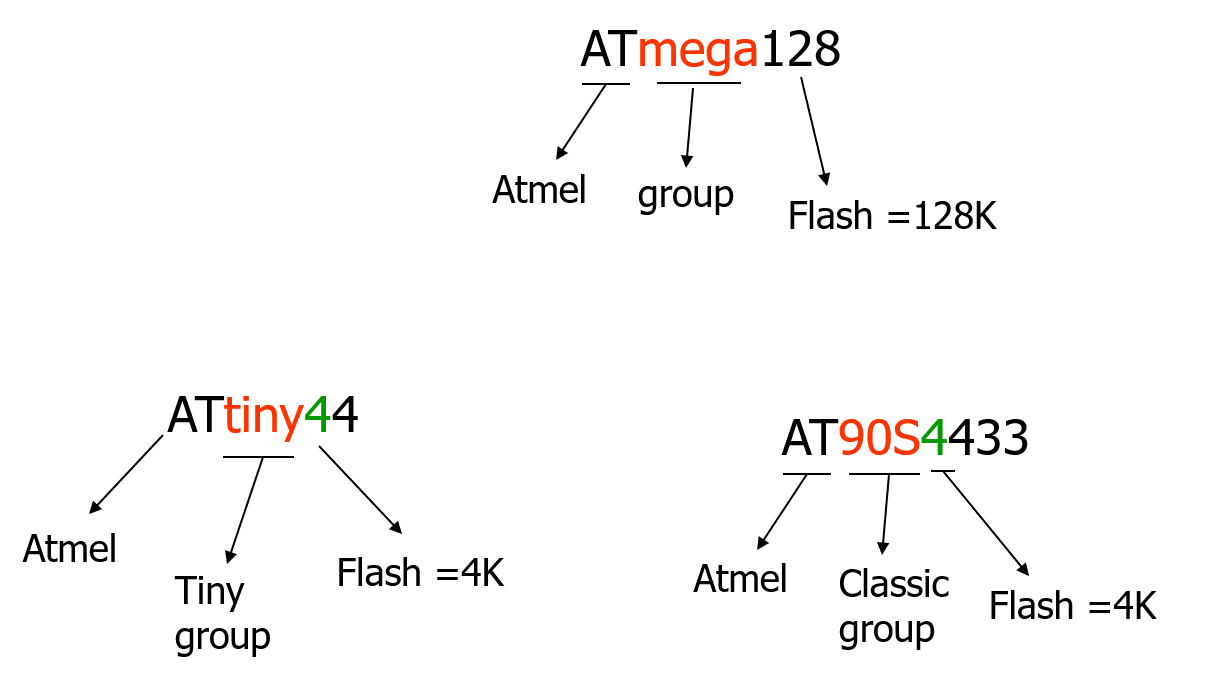 ATmega128
Atmel
group
Flash =128K
ATtiny44
Atmel
Tiny
group
Flash =4K
AT90S4433
Atmel
Classic
group
Flash =4K